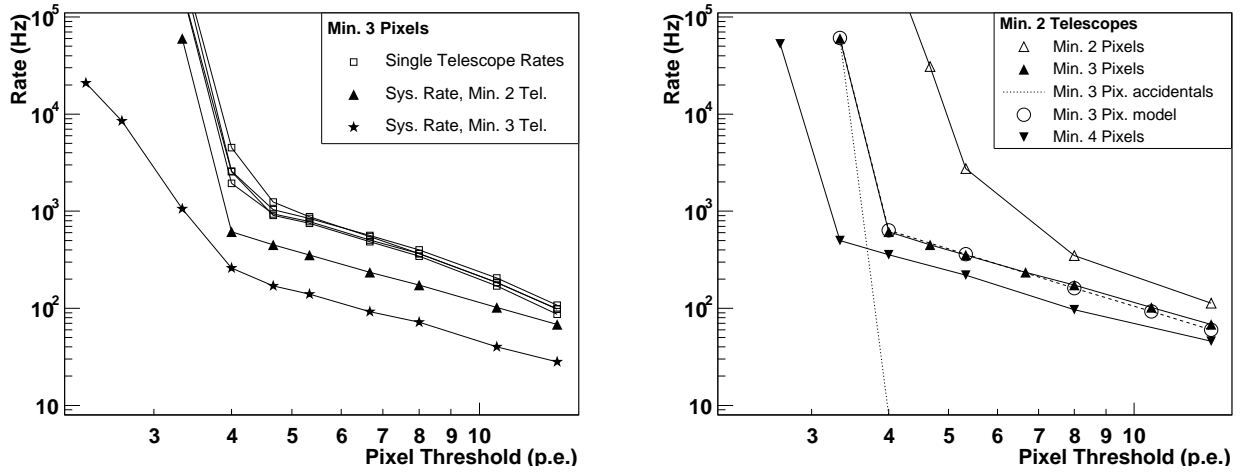 Rate (Hz)
10^5
10^4
10^3
10^2
10
Min. 3 Pixels
Single Telescope Rates
Sys. Rate, Min. 2 Tel.
Sys. Rate, Min. 3 Tel.
3 4 5 6 7 8 9 10
Pixel Threshold (p.e.)
Rate (Hz)
10^5
10^4
10^3
10^2
10
Min. 2 Telescopes
Min. 2 Pixels
Min. 3 Pixels
Min. 3 Pix. accidentals
Min. 3 Pix. model
Min. 4 Pixels
3 4 5 6 7 8 9 10
Pixel Threshold (p.e.)